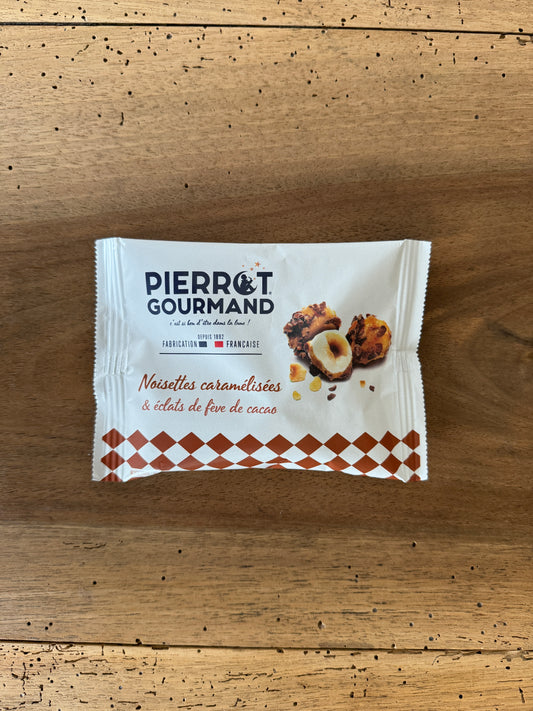 PIERROT
GOURMAND
c'est si bon d'être dans la lune !
DEPUIS 1892
FABRICATION FRANÇAISE
Noisettes caramélisées
& éclats de fève de cacao